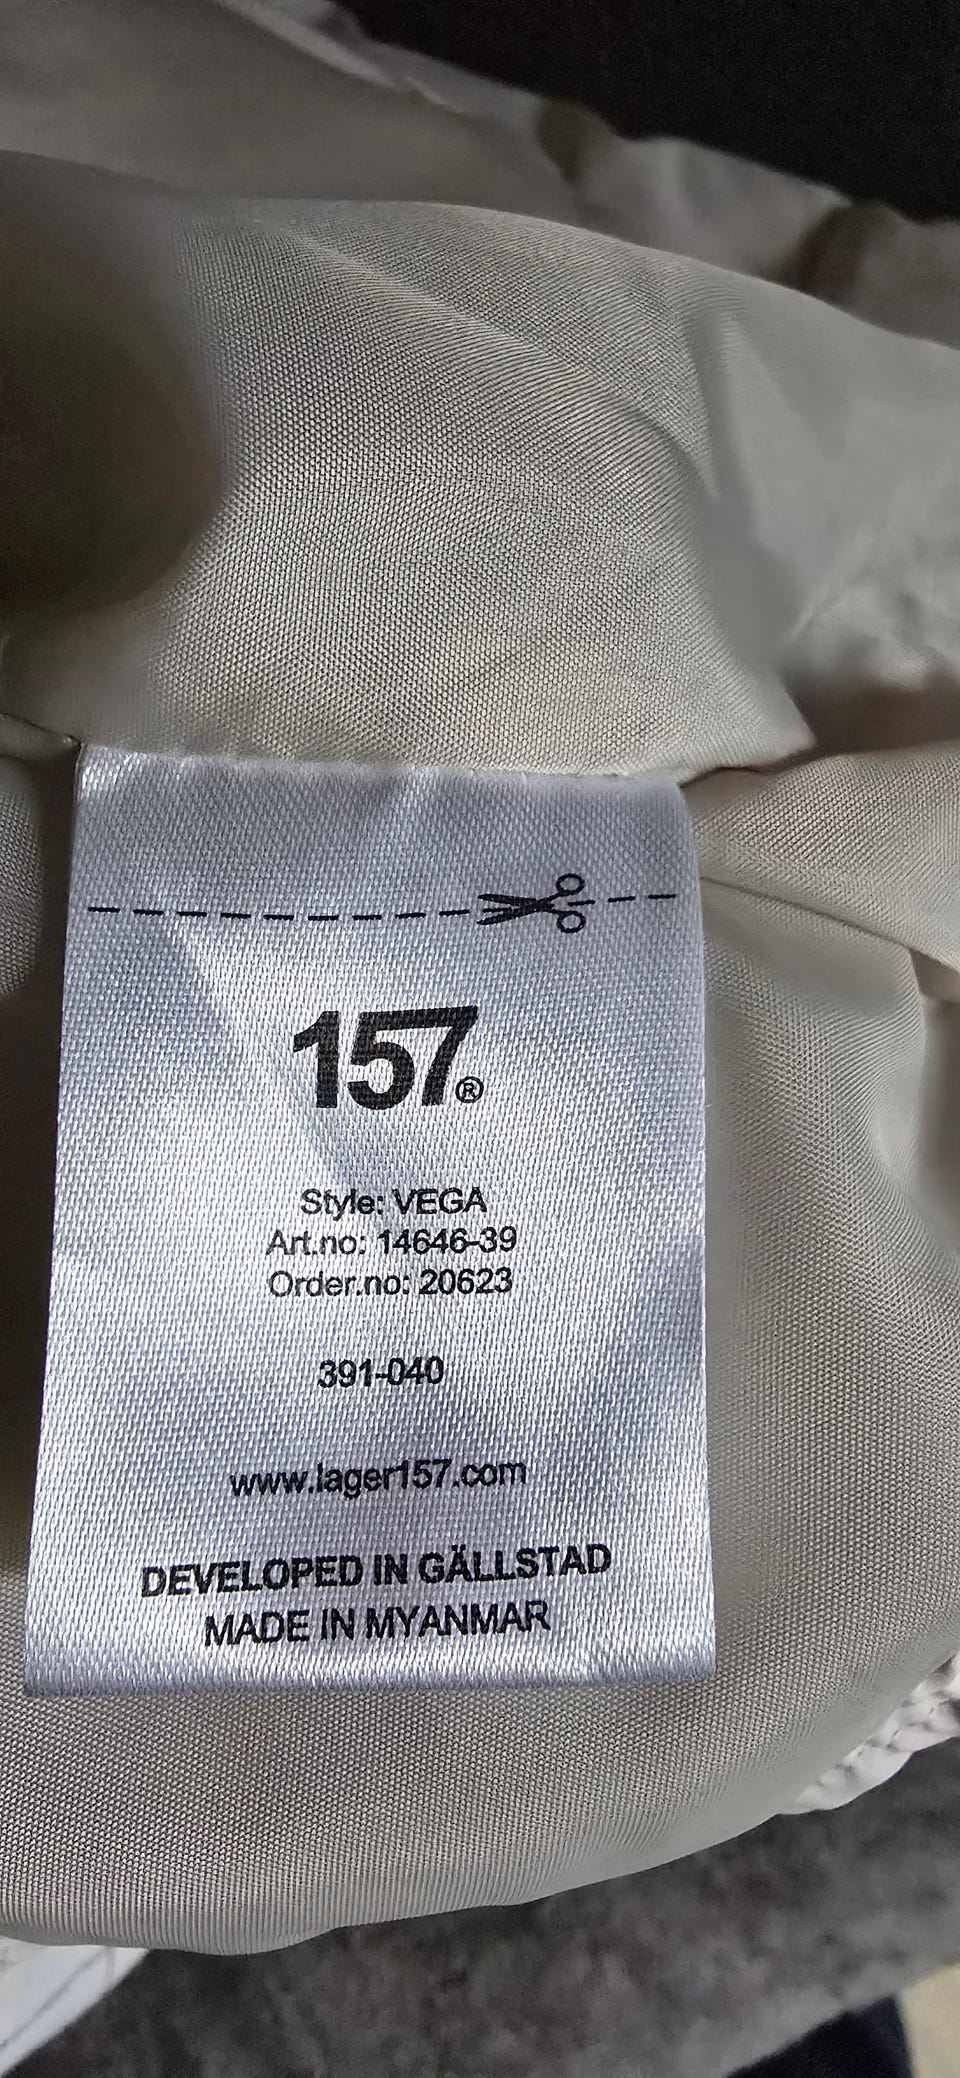 157®
Style: VEGA
Art.no: 14646-39
Order.no: 20623
391-040
www.lager157.com
DEVELOPED IN GÄLLSTAD
MADE IN MYANMAR